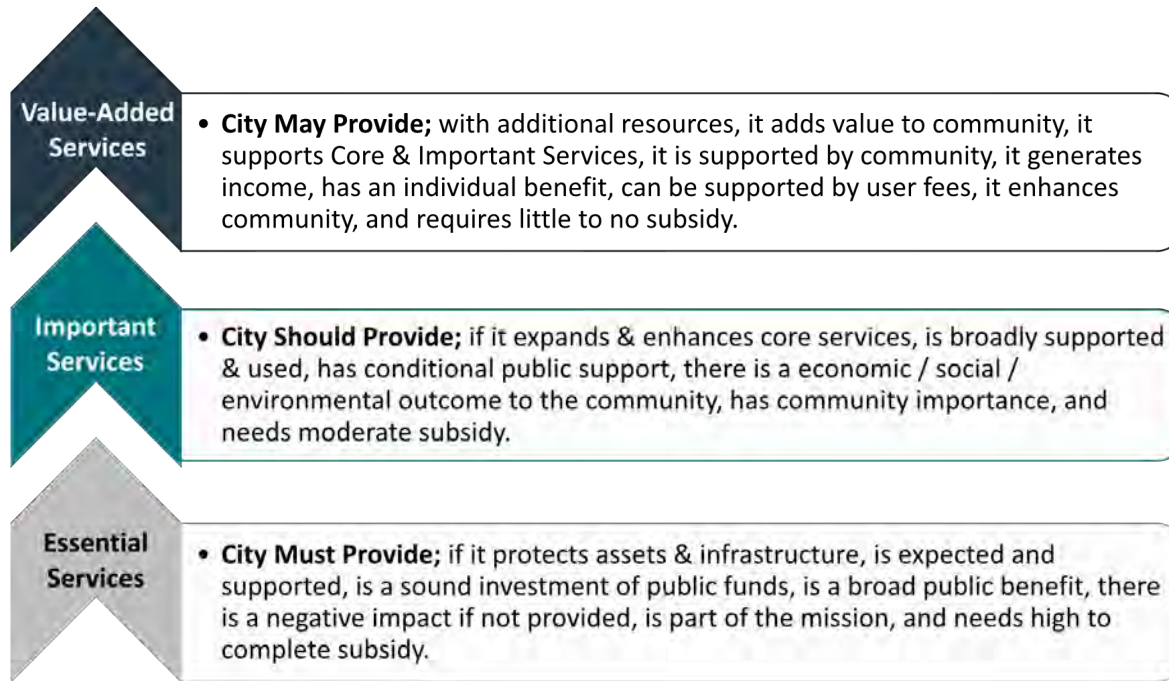 Value-Added
Services
• City May Provide; with additional resources, it adds value to community, it
supports Core & Important Services, it is supported by community, it generates
income, has an individual benefit, can be supported by user fees, it enhances
community, and requires little to no subsidy.
Important
Services
• City Should Provide; if it expands & enhances core services, is broadly supported
& used, has conditional public support, there is a economic / social /
environmental outcome to the community, has community importance, and
needs moderate subsidy.
Essential
Services
• City Must Provide; if it protects assets & infrastructure, is expected and
supported, is a sound investment of public funds, is a broad public benefit, there
is a negative impact if not provided, is part of the mission, and needs high to
complete subsidy.